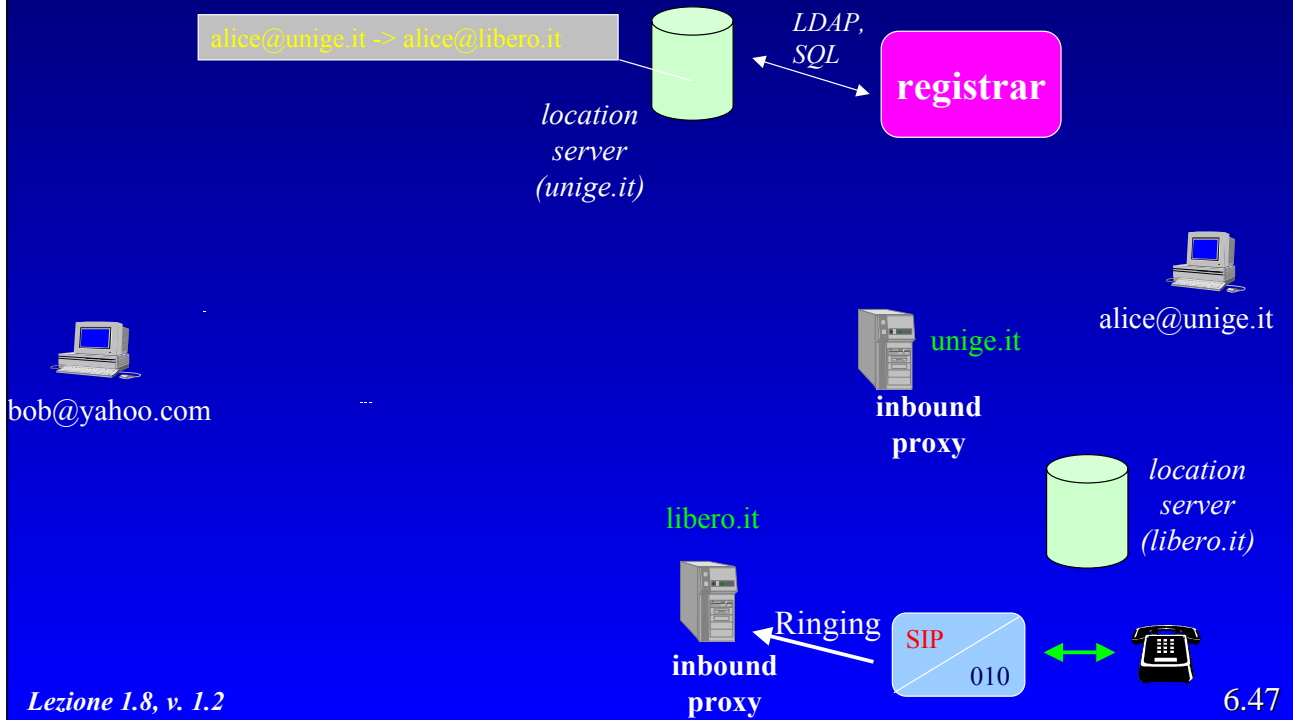 alice@unige.it -> alice@libero.it
LDAP,
SQL
registrar
location
server
(unige.it)
alice@unige.it
unige.it
bob@yahoo.com
inbound
proxy
location
server
(libero.it)
libero.it
Ringing
SIP
010
inbound
proxy
Lezione 1.8, v. 1.2
6.47